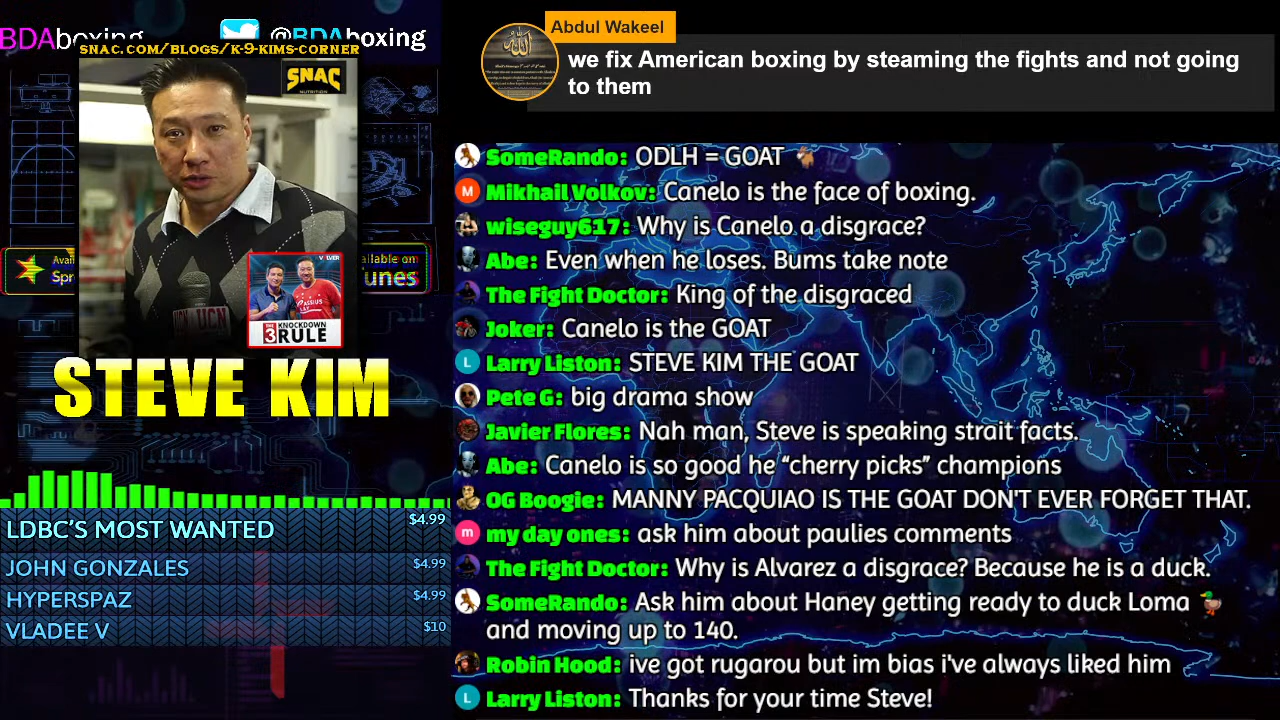 BDAboxing
@BDAboxing
SNAC.COM/BLOGS/K-9-KIMS-CORNER
SNAC
NUTRITION
UCN
THE 3 KNOCKDOWN
RULE
STEVE KIM
LDBC'S MOST WANTED $4.99
JOHN GONZALES $4.99
HYPERSPAZ $4.99
VLADEE V $10
Abdul Wakeel
we fix American boxing by steaming the fights and not going
to them
SomeRando: ODLH = GOAT 🐐
M Mikhail Volkov: Canelo is the face of boxing.
wiseguy617: Why is Canelo a disgrace?
Abe: Even when he loses. Bums take note
The Fight Doctor: King of the disgraced
Joker: Canelo is the GOAT
L Larry Liston: STEVE KIM THE GOAT
Pete G: big drama show
Javier Flores: Nah man, Steve is speaking strait facts.
Abe: Canelo is so good he “cherry picks” champions
OG Boogie: MANNY PACQUIAO IS THE GOAT DON'T EVER FORGET THAT.
m my day ones: ask him about paulies comments
The Fight Doctor: Why is Alvarez a disgrace? Because he is a duck.
SomeRando: Ask him about Haney getting ready to duck Loma 🦆
and moving up to 140.
Robin Hood: ive got rugarou but im bias i've always liked him
L Larry Liston: Thanks for your time Steve!